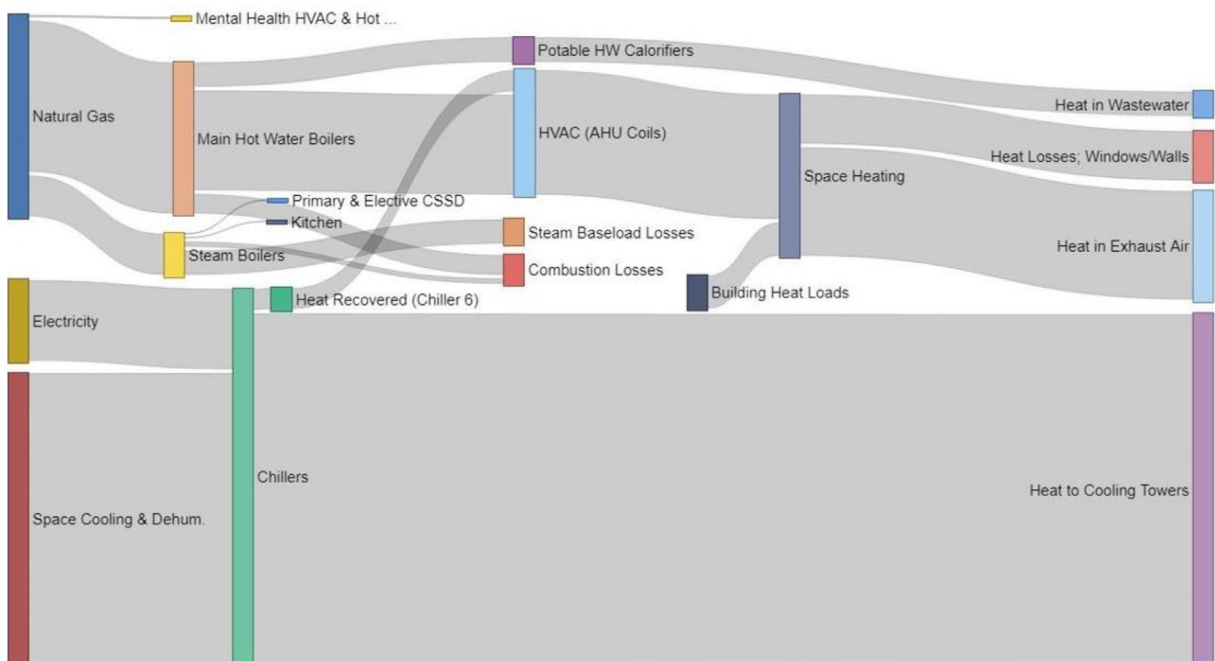 Mental Health HVAC & Hot ...
Potable HW Calorifiers
Heat in Wastewater
Natural Gas
Main Hot Water Boilers
HVAC (AHU Coils)
Heat Losses; Windows/Walls
Space Heating
Primary & Elective CSSD
Kitchen
Steam Baseload Losses
Heat in Exhaust Air
Steam Boilers
Combustion Losses
Building Heat Loads
Heat Recovered (Chiller 6)
Electricity
Chillers
Heat to Cooling Towers
Space Cooling & Dehum.